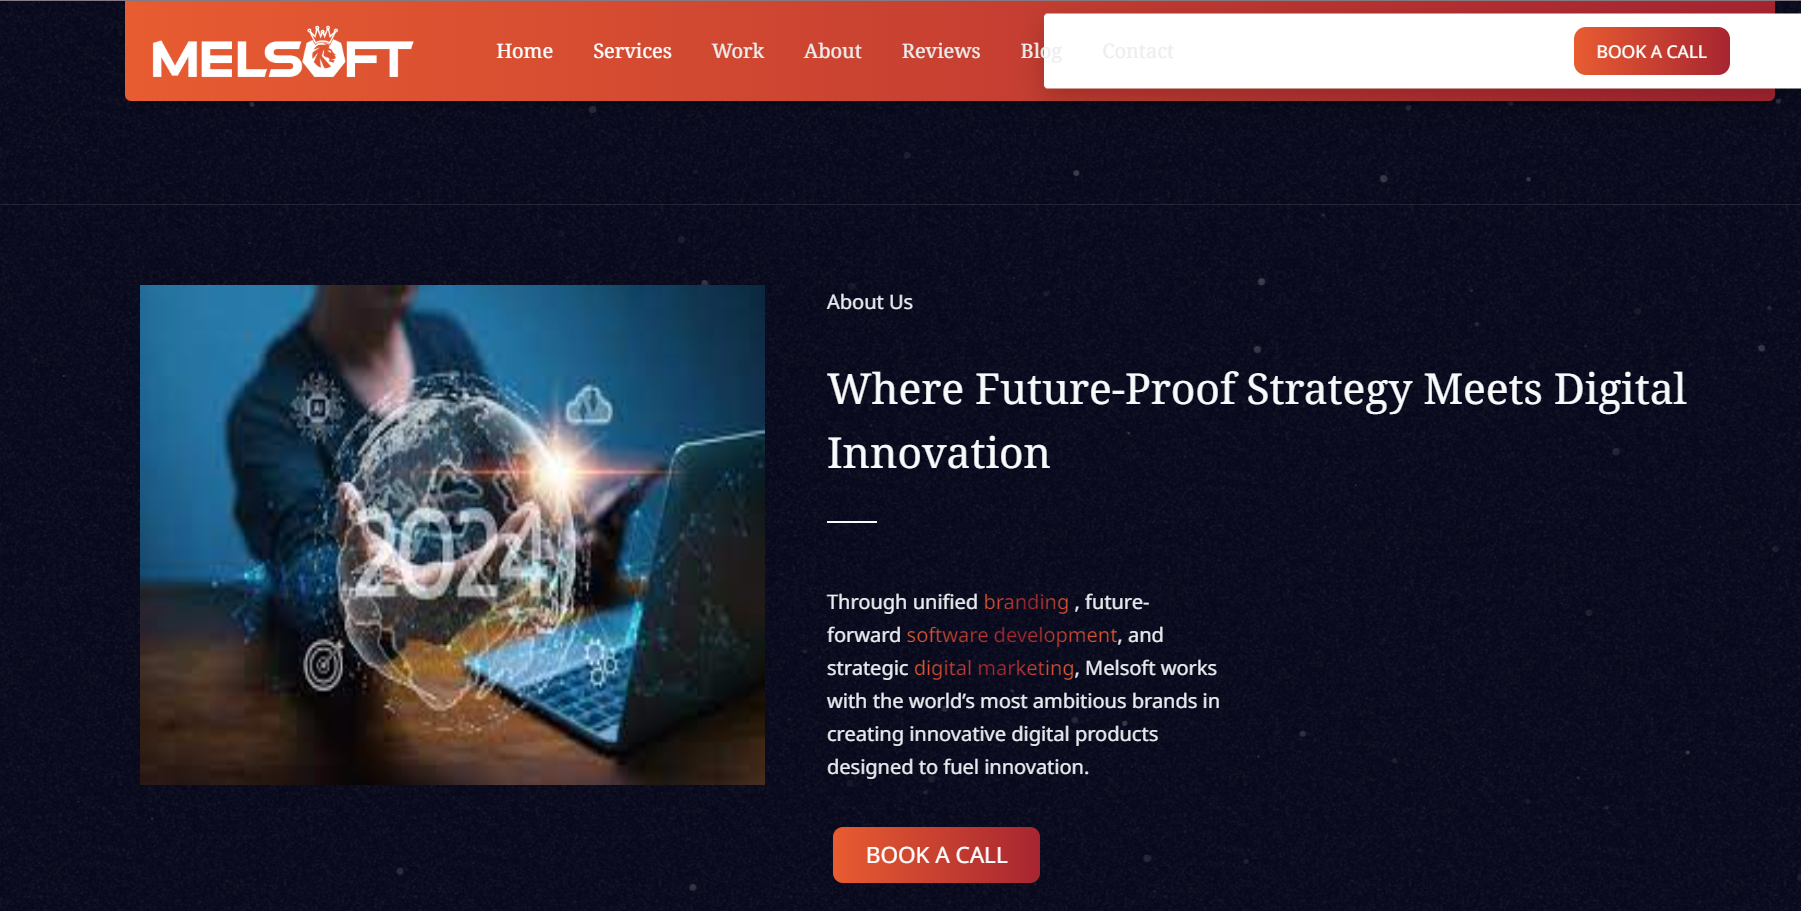 MELSOFT
Home Services Work About Reviews Blog Contact
BOOK A CALL
About Us
Where Future-Proof Strategy Meets Digital
Innovation
2024
AI
Through unified branding , future-
forward software development, and
strategic digital marketing, Melsoft works
with the world’s most ambitious brands in
creating innovative digital products
designed to fuel innovation.
BOOK A CALL